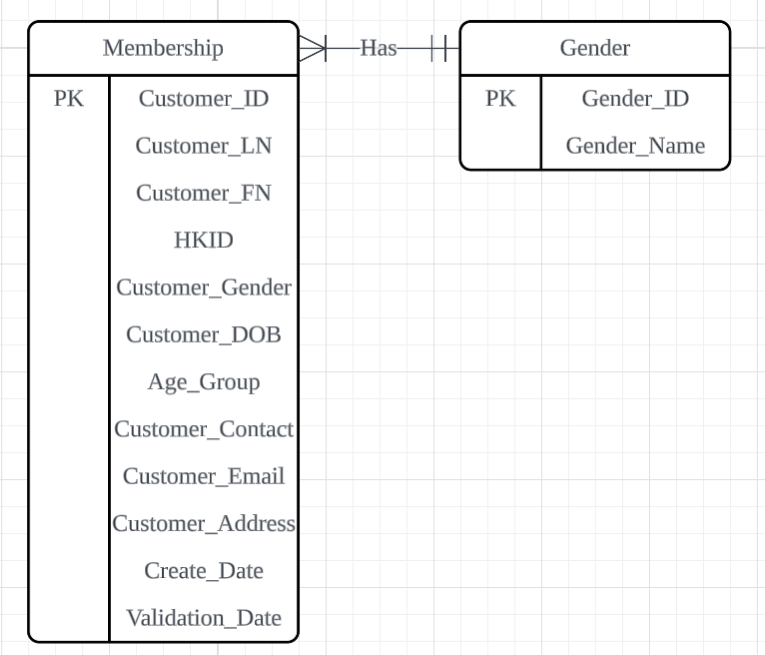 Membership
Has
Gender
PK
Customer_ID
Customer_LN
Customer_FN
HKID
Customer_Gender
Customer_DOB
Age_Group
Customer_Contact
Customer_Email
Customer_Address
Create_Date
Validation_Date
PK
Gender_ID
Gender_Name